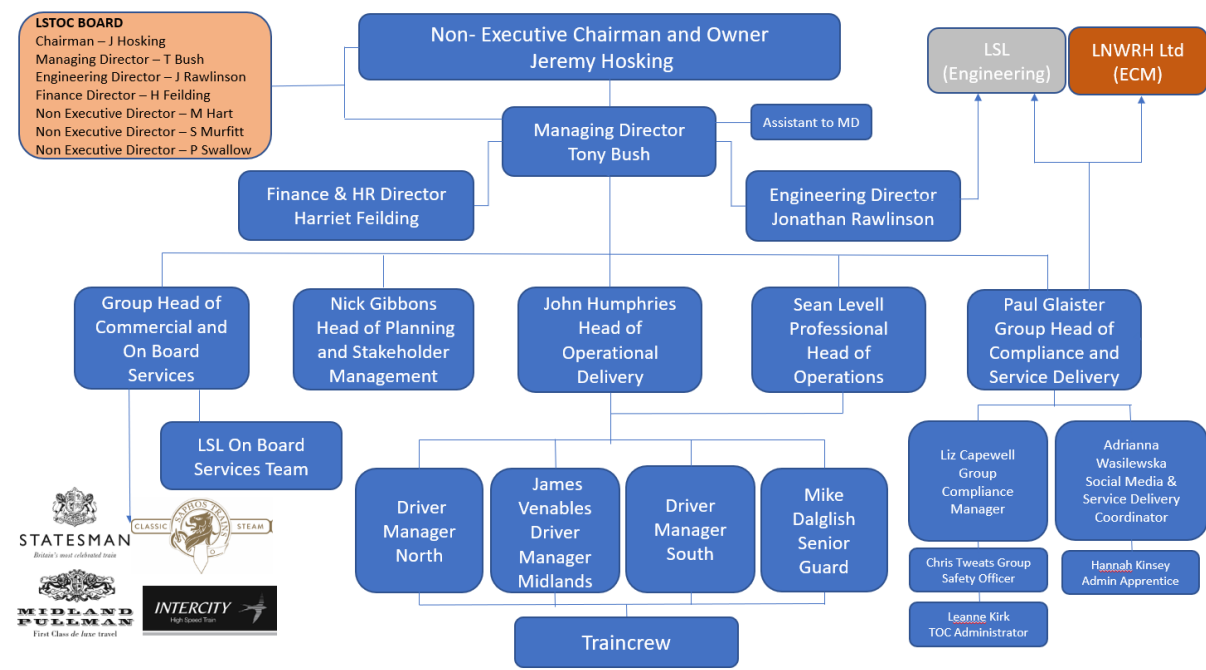 LSTOC BOARD
Chairman – J Hosking
Managing Director – T Bush
Engineering Director – J Rawlinson
Finance Director – H Feilding
Non Executive Director – M Hart
Non Executive Director – S Murfitt
Non Executive Director – P Swallow
Non- Executive Chairman and Owner
Jeremy Hosking
LSL
(Engineering)
LNWRH Ltd
(ECM)
Managing Director
Tony Bush
Assistant to MD
Finance & HR Director
Harriet Feilding
Engineering Director
Jonathan Rawlinson
Group Head of
Commercial and
On Board
Services
Nick Gibbons
Head of Planning
and Stakeholder
Management
John Humphries
Head of
Operational
Delivery
Sean Levell
Professional
Head of
Operations
Paul Glaister
Group Head of
Compliance and
Service Delivery
LSL On Board
Services Team
Driver
Manager
North
James
Venables
Driver
Manager
Midlands
Driver
Manager
South
Mike
Dalglish
Senior
Guard
Liz Capewell
Group
Compliance
Manager
Adrianna
Wasilewska
Social Media &
Service Delivery
Coordinator
Chris Tweats Group
Safety Officer
Hannah Kinsey
Admin Apprentice
Leanne Kirk
TOC Administrator
Traincrew
STATESMAN
Britain's most celebrated train
SAPHOS TRAINS
CLASSIC STEAM
MIDLAND
PULLMAN
First Class de luxe travel
INTERCITY
High Speed Train